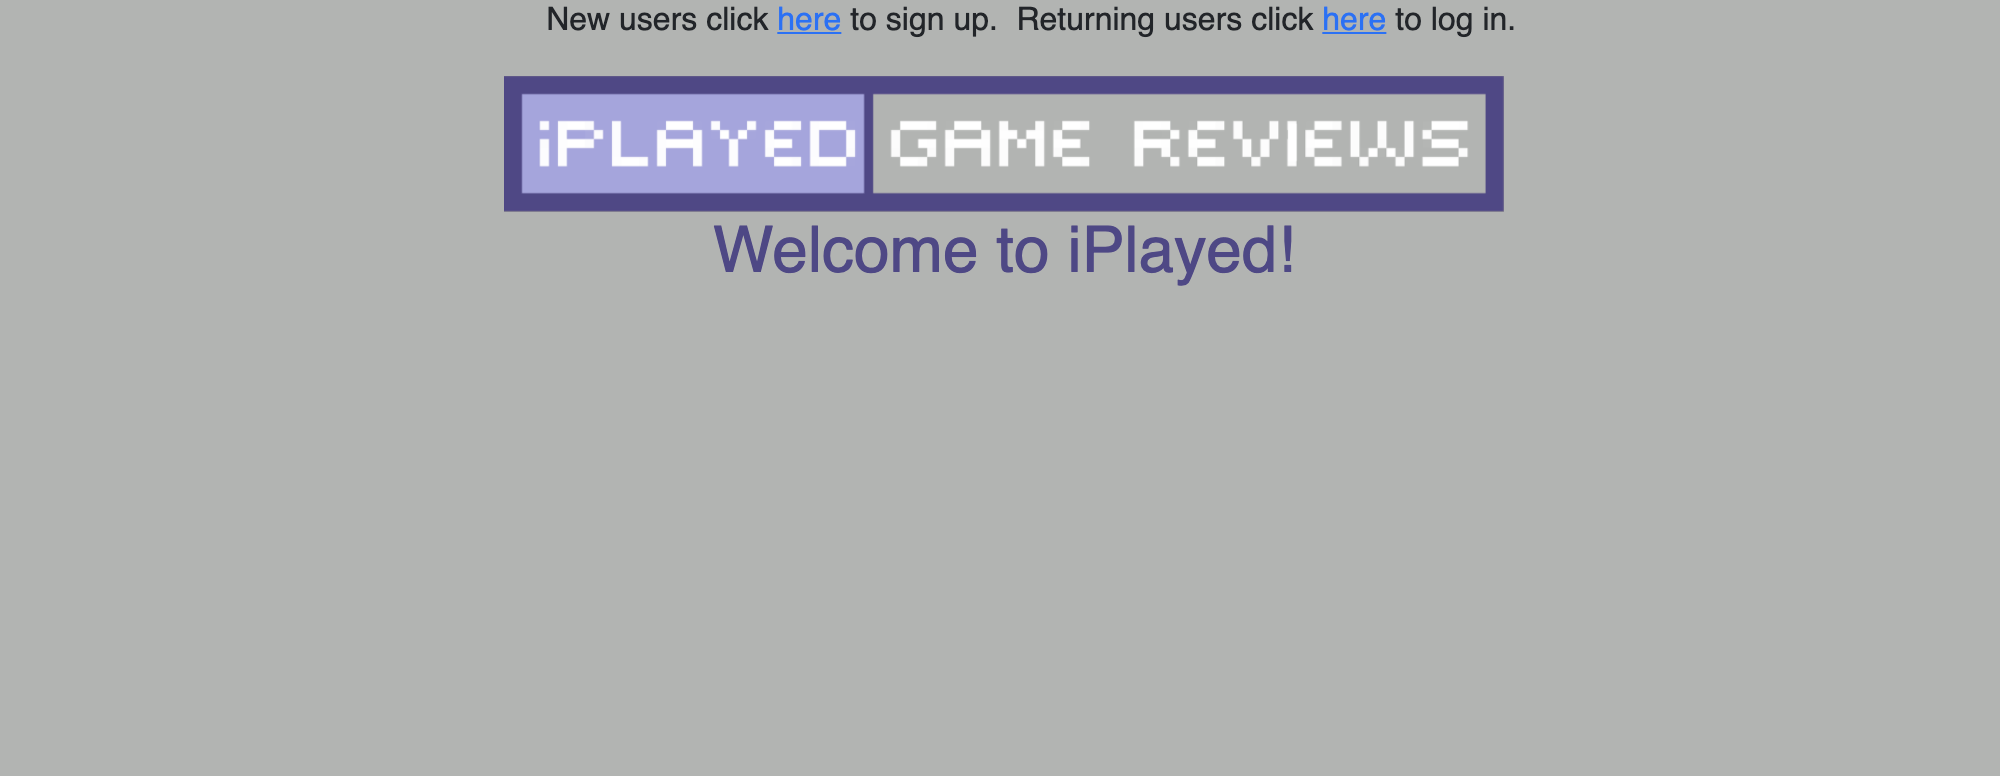 New users click here to sign up. Returning users click here to log in.
iPLAYED GAME REVIEWS
Welcome to iPlayed!